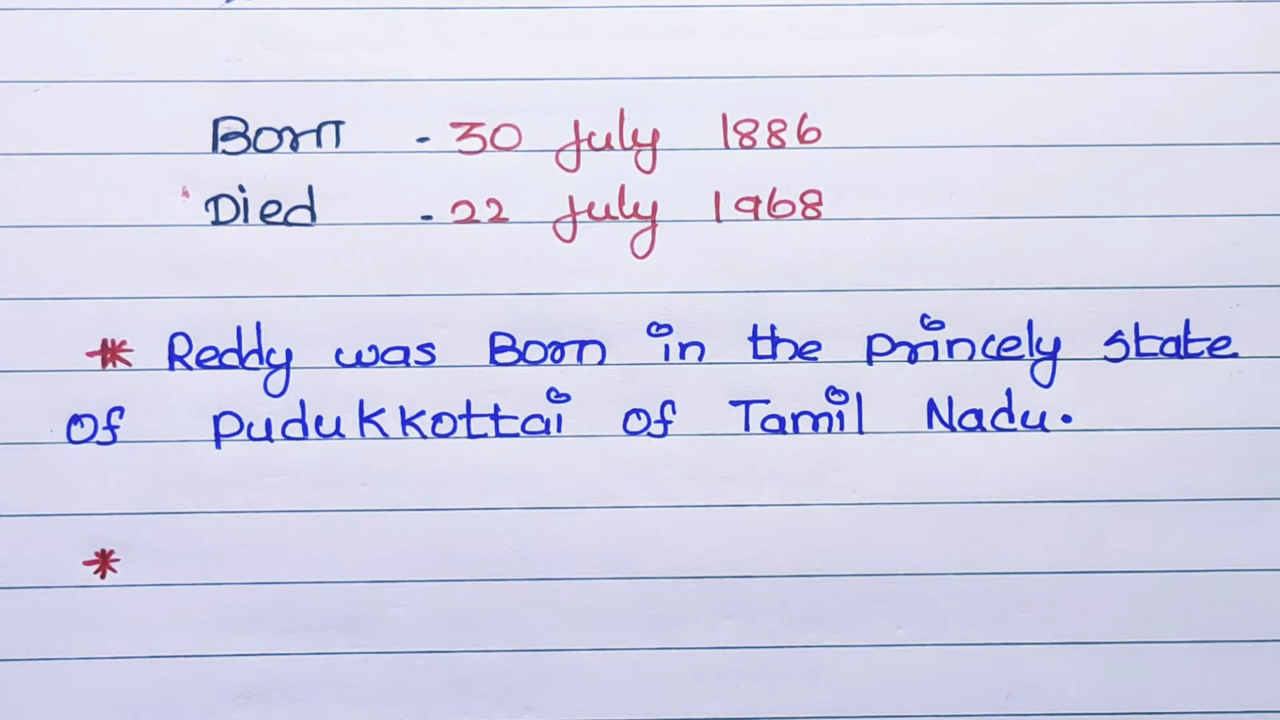 Born - 30 July 1886
Died - 22 July 1968
* Reddy was Born in the princely state
of pudukkottai of Tamil Nadu.
*